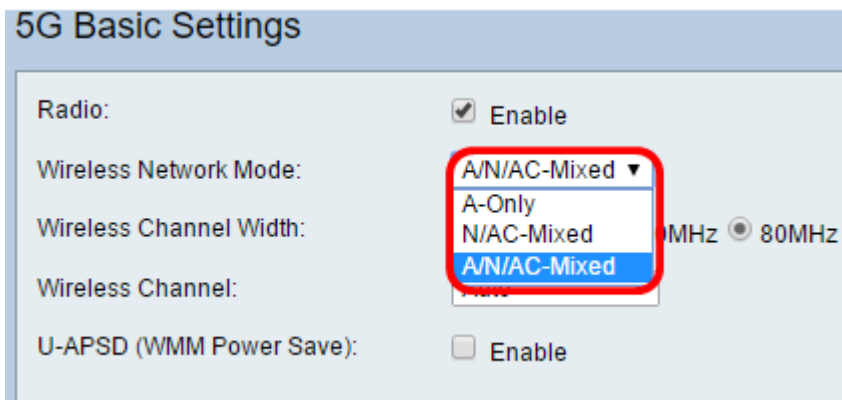 5G Basic Settings
Radio:
Enable
Wireless Network Mode:
A/N/AC-Mixed
A-Only
N/AC-Mixed
A/N/AC-Mixed
Wireless Channel Width:
MHz 80MHz
Wireless Channel:
U-APSD (WMM Power Save):
Enable